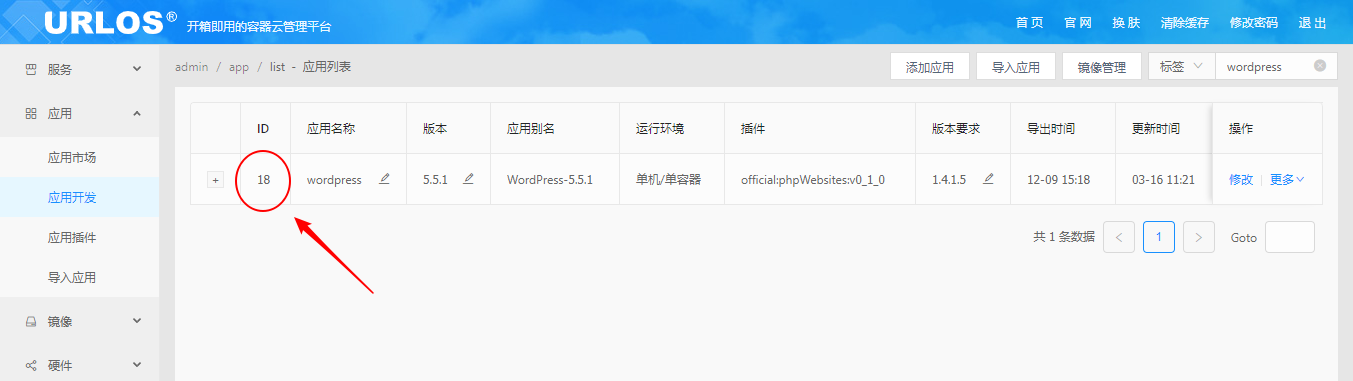 URLOS® 开箱即用的容器云管理平台
首 页 官 网 换 肤 清除缓存 修改密码 退 出
服务
应用
应用市场
应用开发
应用插件
导入应用
镜像
硬件
admin / app / list - 应用列表
添加应用 导入应用 镜像管理 标签 wordpress
ID 应用名称 版本 应用别名 运行环境 插件 版本要求 导出时间 更新时间 操作
+ 18 wordpress 5.5.1 WordPress-5.5.1 单机/单容器 official:phpWebsites:v0_1_0 1.4.1.5 12-09 15:18 03-16 11:21 修改 更多
共 1 条数据 < 1 > Goto